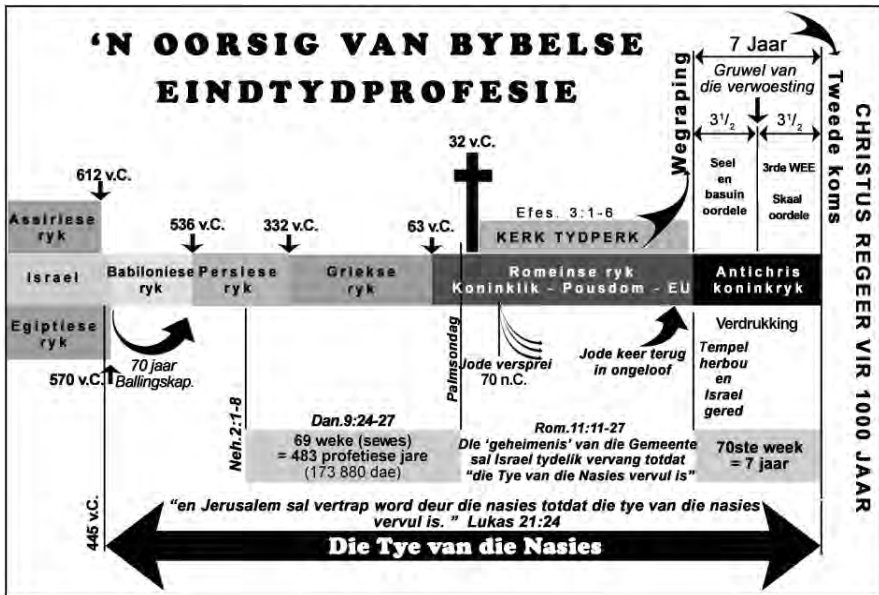 ‘N OORSIG VAN BYBELSE
EINDTYDPROFESIE
612 v.C.
Assiriese
ryk
Israel
Egiptiese
ryk
570 v.C.
Babiloniese
ryk
70 jaar
Ballingskap.
536 v.C.
Persiese
ryk
332 v.C.
Griekse
ryk
63 v.C.
32 v.C.
Efes. 3:1-6
KERK TYDPERK
Romeinse ryk
Koninklik - Pousdom - EU
Palmsondag
Jode versprei
70 n.C.
Jode keer terug
in ongeloof
Wegraping
7 Jaar
Gruwel van
die verwoesting
3½
3½
Seel
en
basuin
oordele
3rde WEE
Skaal
oordele
Tweede koms
CHRISTUS REGEER VIR 1000 JAAR
Antichris
koninkryk
Verdrukking
Tempel
herbou
en
Israel
gered
Neh.2:1-8
Dan.9:24-27
69 weke (sewes)
= 483 profetiese jare
(173 880 dae)
Rom.11:11-27
DIe ‘geheimenis’ van die Gemeente
sal Israel tydelik vervang totdat
“die Tye van die Nasies vervul is”
70ste week
= 7 jaar
445 v.C.
“en Jerusalem sal vertrap word deur die nasies totdat die tye van die nasies
vervul is. ” Lukas 21:24
Die Tye van die Nasies